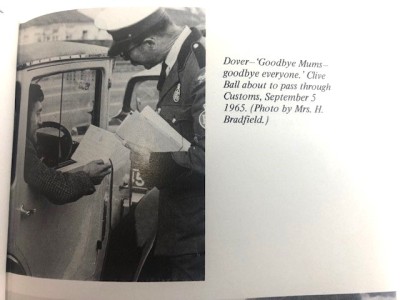 Dover—'Goodbye Mums—
goodbye everyone.' Clive
Ball about to pass through
Customs, September 5
1965. (Photo by Mrs. H.
Bradfield.)